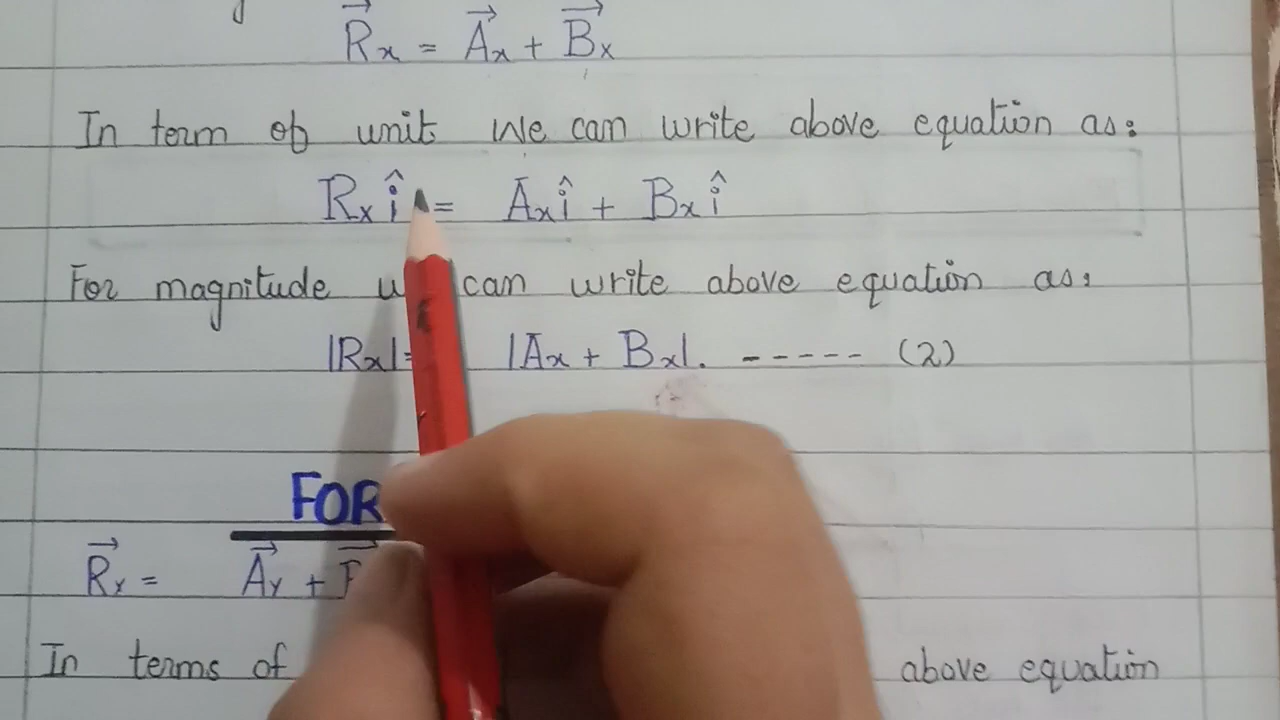 R⃗x = A⃗x + B⃗x
In term of unit We can write above equation as:
Rx î = Ax î + Bx î
For magnitude can write above equation as:
|Rx| = |Ax + Bx|. ----- (2)
FOR
R⃗y = A⃗y +
In terms of above equation